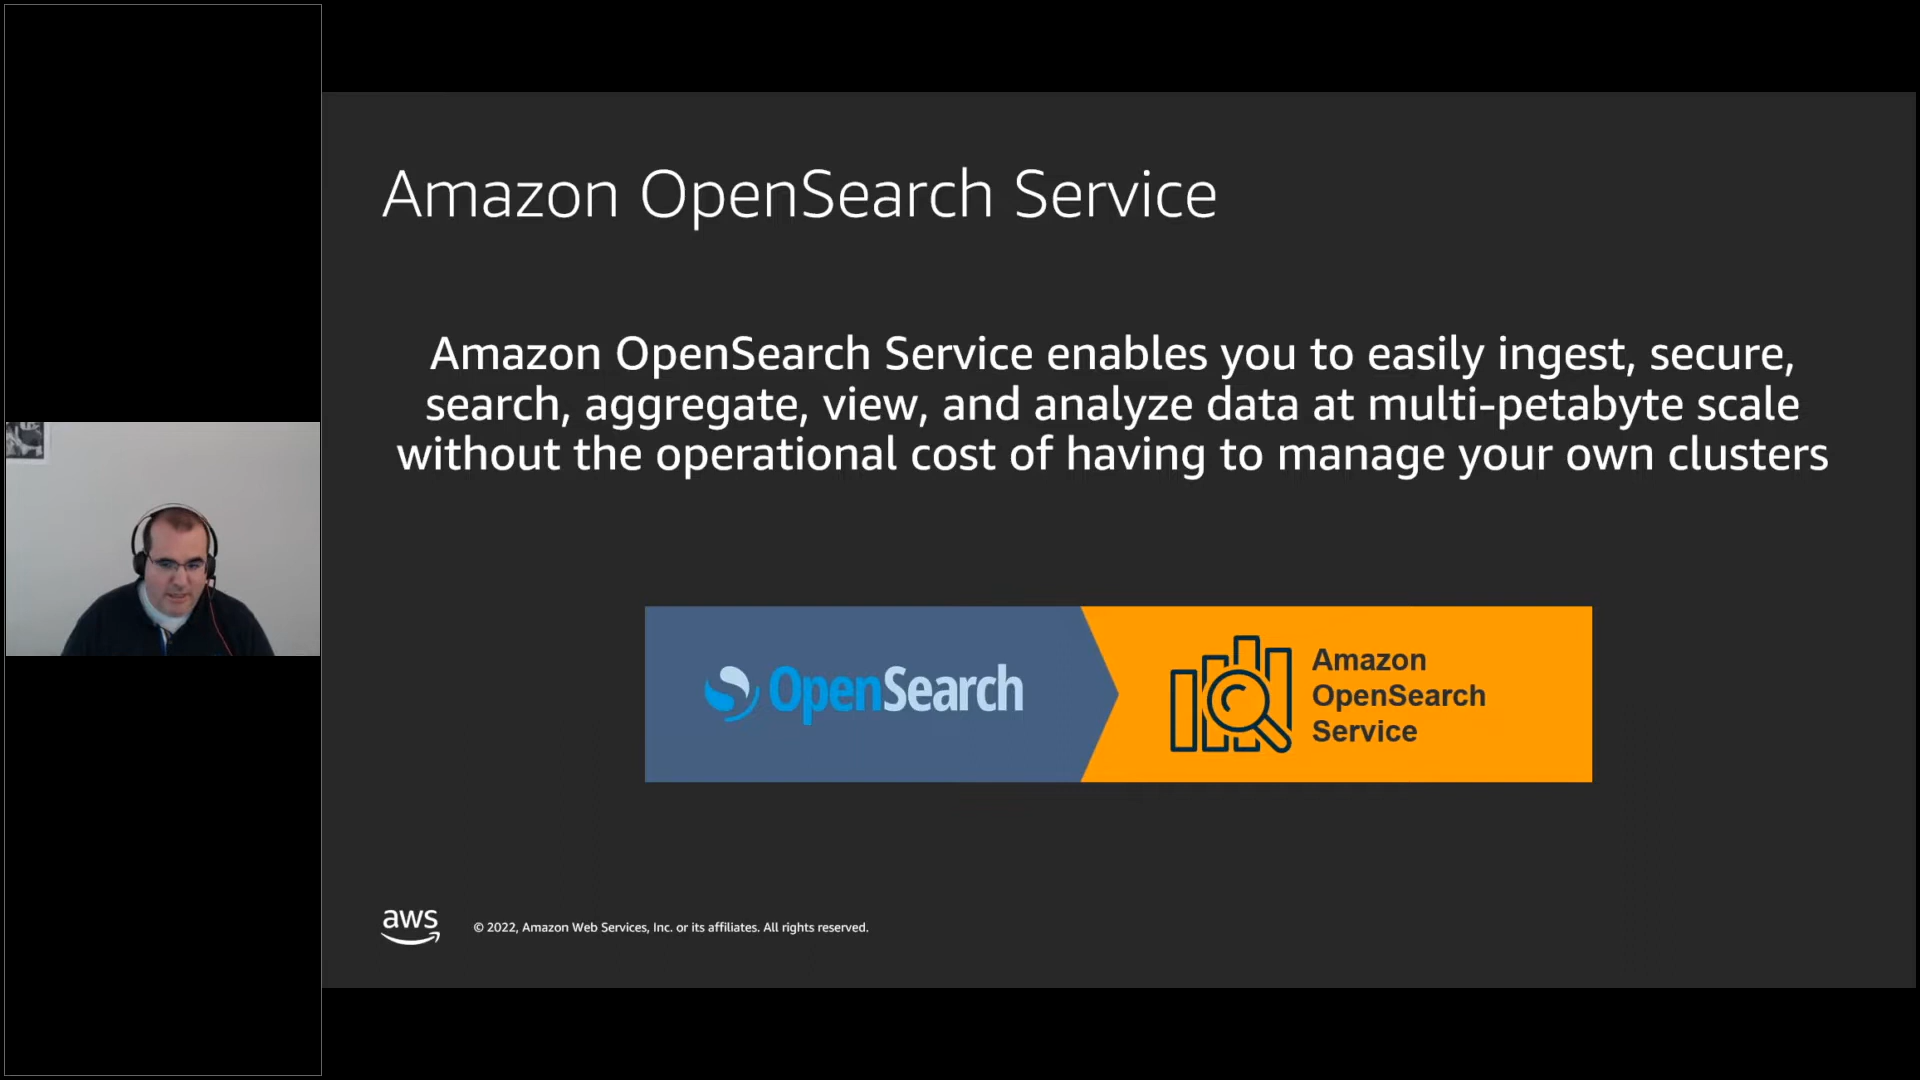 Amazon OpenSearch Service
Amazon OpenSearch Service enables you to easily ingest, secure,
search, aggregate, view, and analyze data at multi-petabyte scale
without the operational cost of having to manage your own clusters
OpenSearch
Amazon
OpenSearch
Service
aws
© 2022, Amazon Web Services, Inc. or its affiliates. All rights reserved.